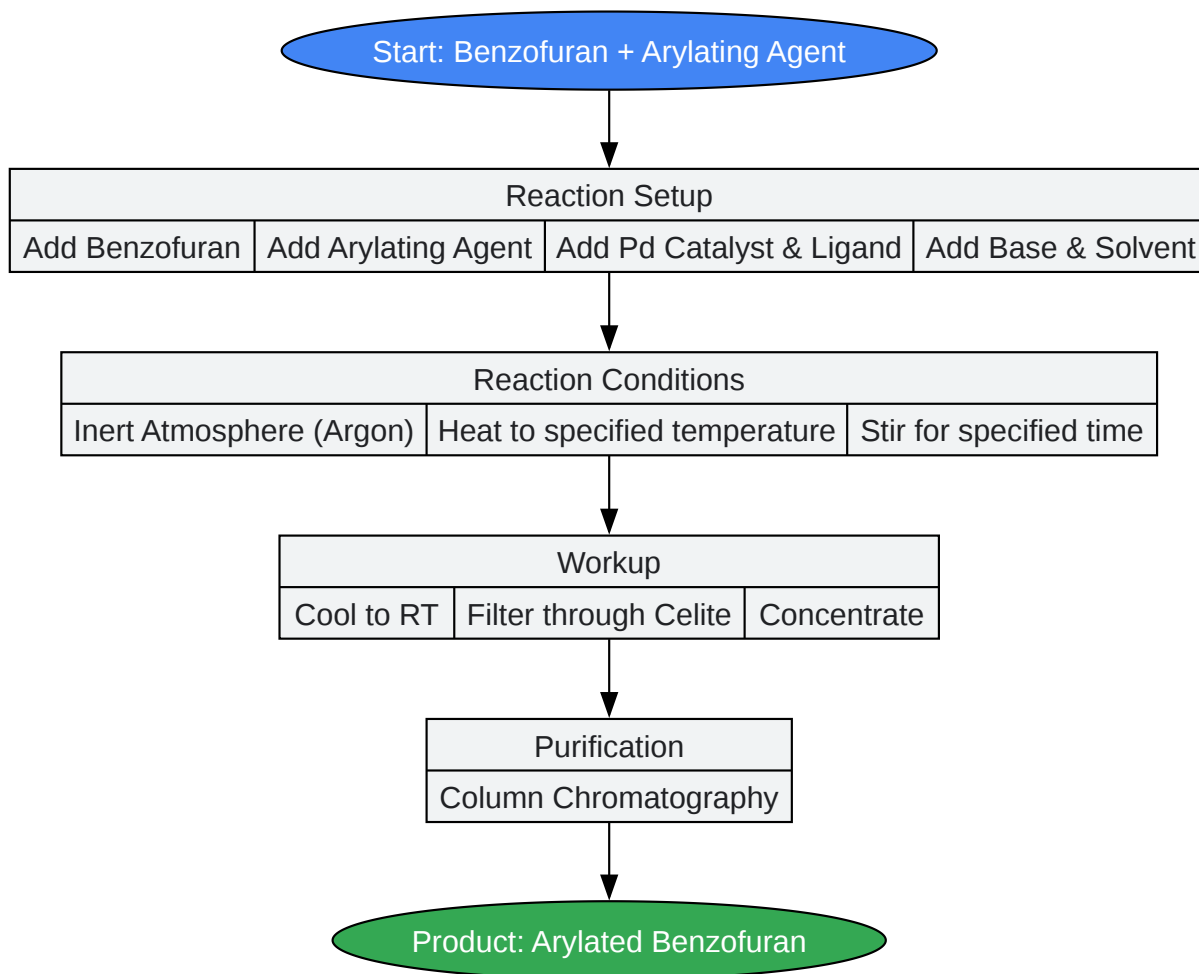 Start: Benzofuran + Arylating Agent
Reaction Setup
Add Benzofuran
Add Arylating Agent
Add Pd Catalyst & Ligand
Add Base & Solvent
Reaction Conditions
Inert Atmosphere (Argon)
Heat to specified temperature
Stir for specified time
Workup
Cool to RT
Filter through Celite
Concentrate
Purification
Column Chromatography
Product: Arylated Benzofuran